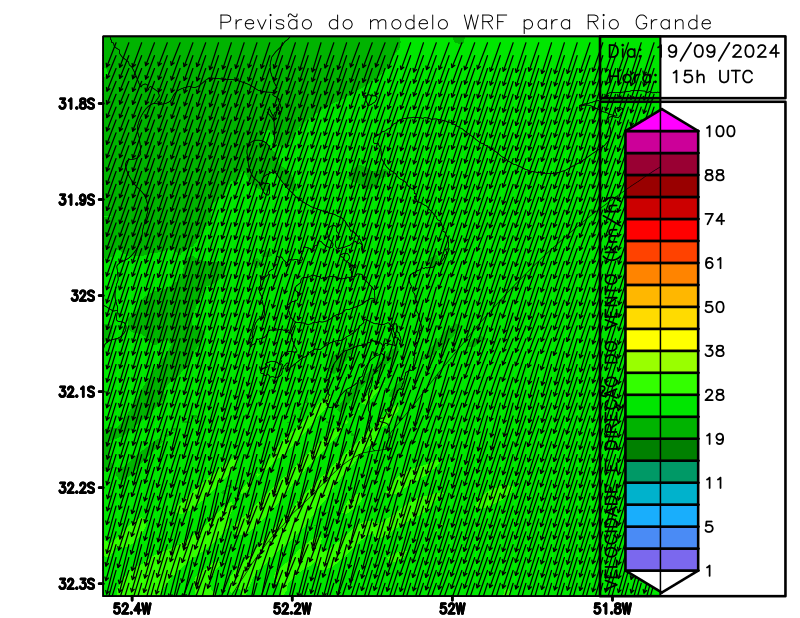 Previsão do modelo WRF para Rio Grande
Dia: 19/09/2024
Hora: 15h UTC
31.8S
31.9S
32S
32.1S
32.2S
32.3S
52.4W
52.2W
52W
51.8W
VELOCIDADE E DIREÇÃO DO VENTO (km/h)
100
88
74
61
50
38
28
19
11
5
1